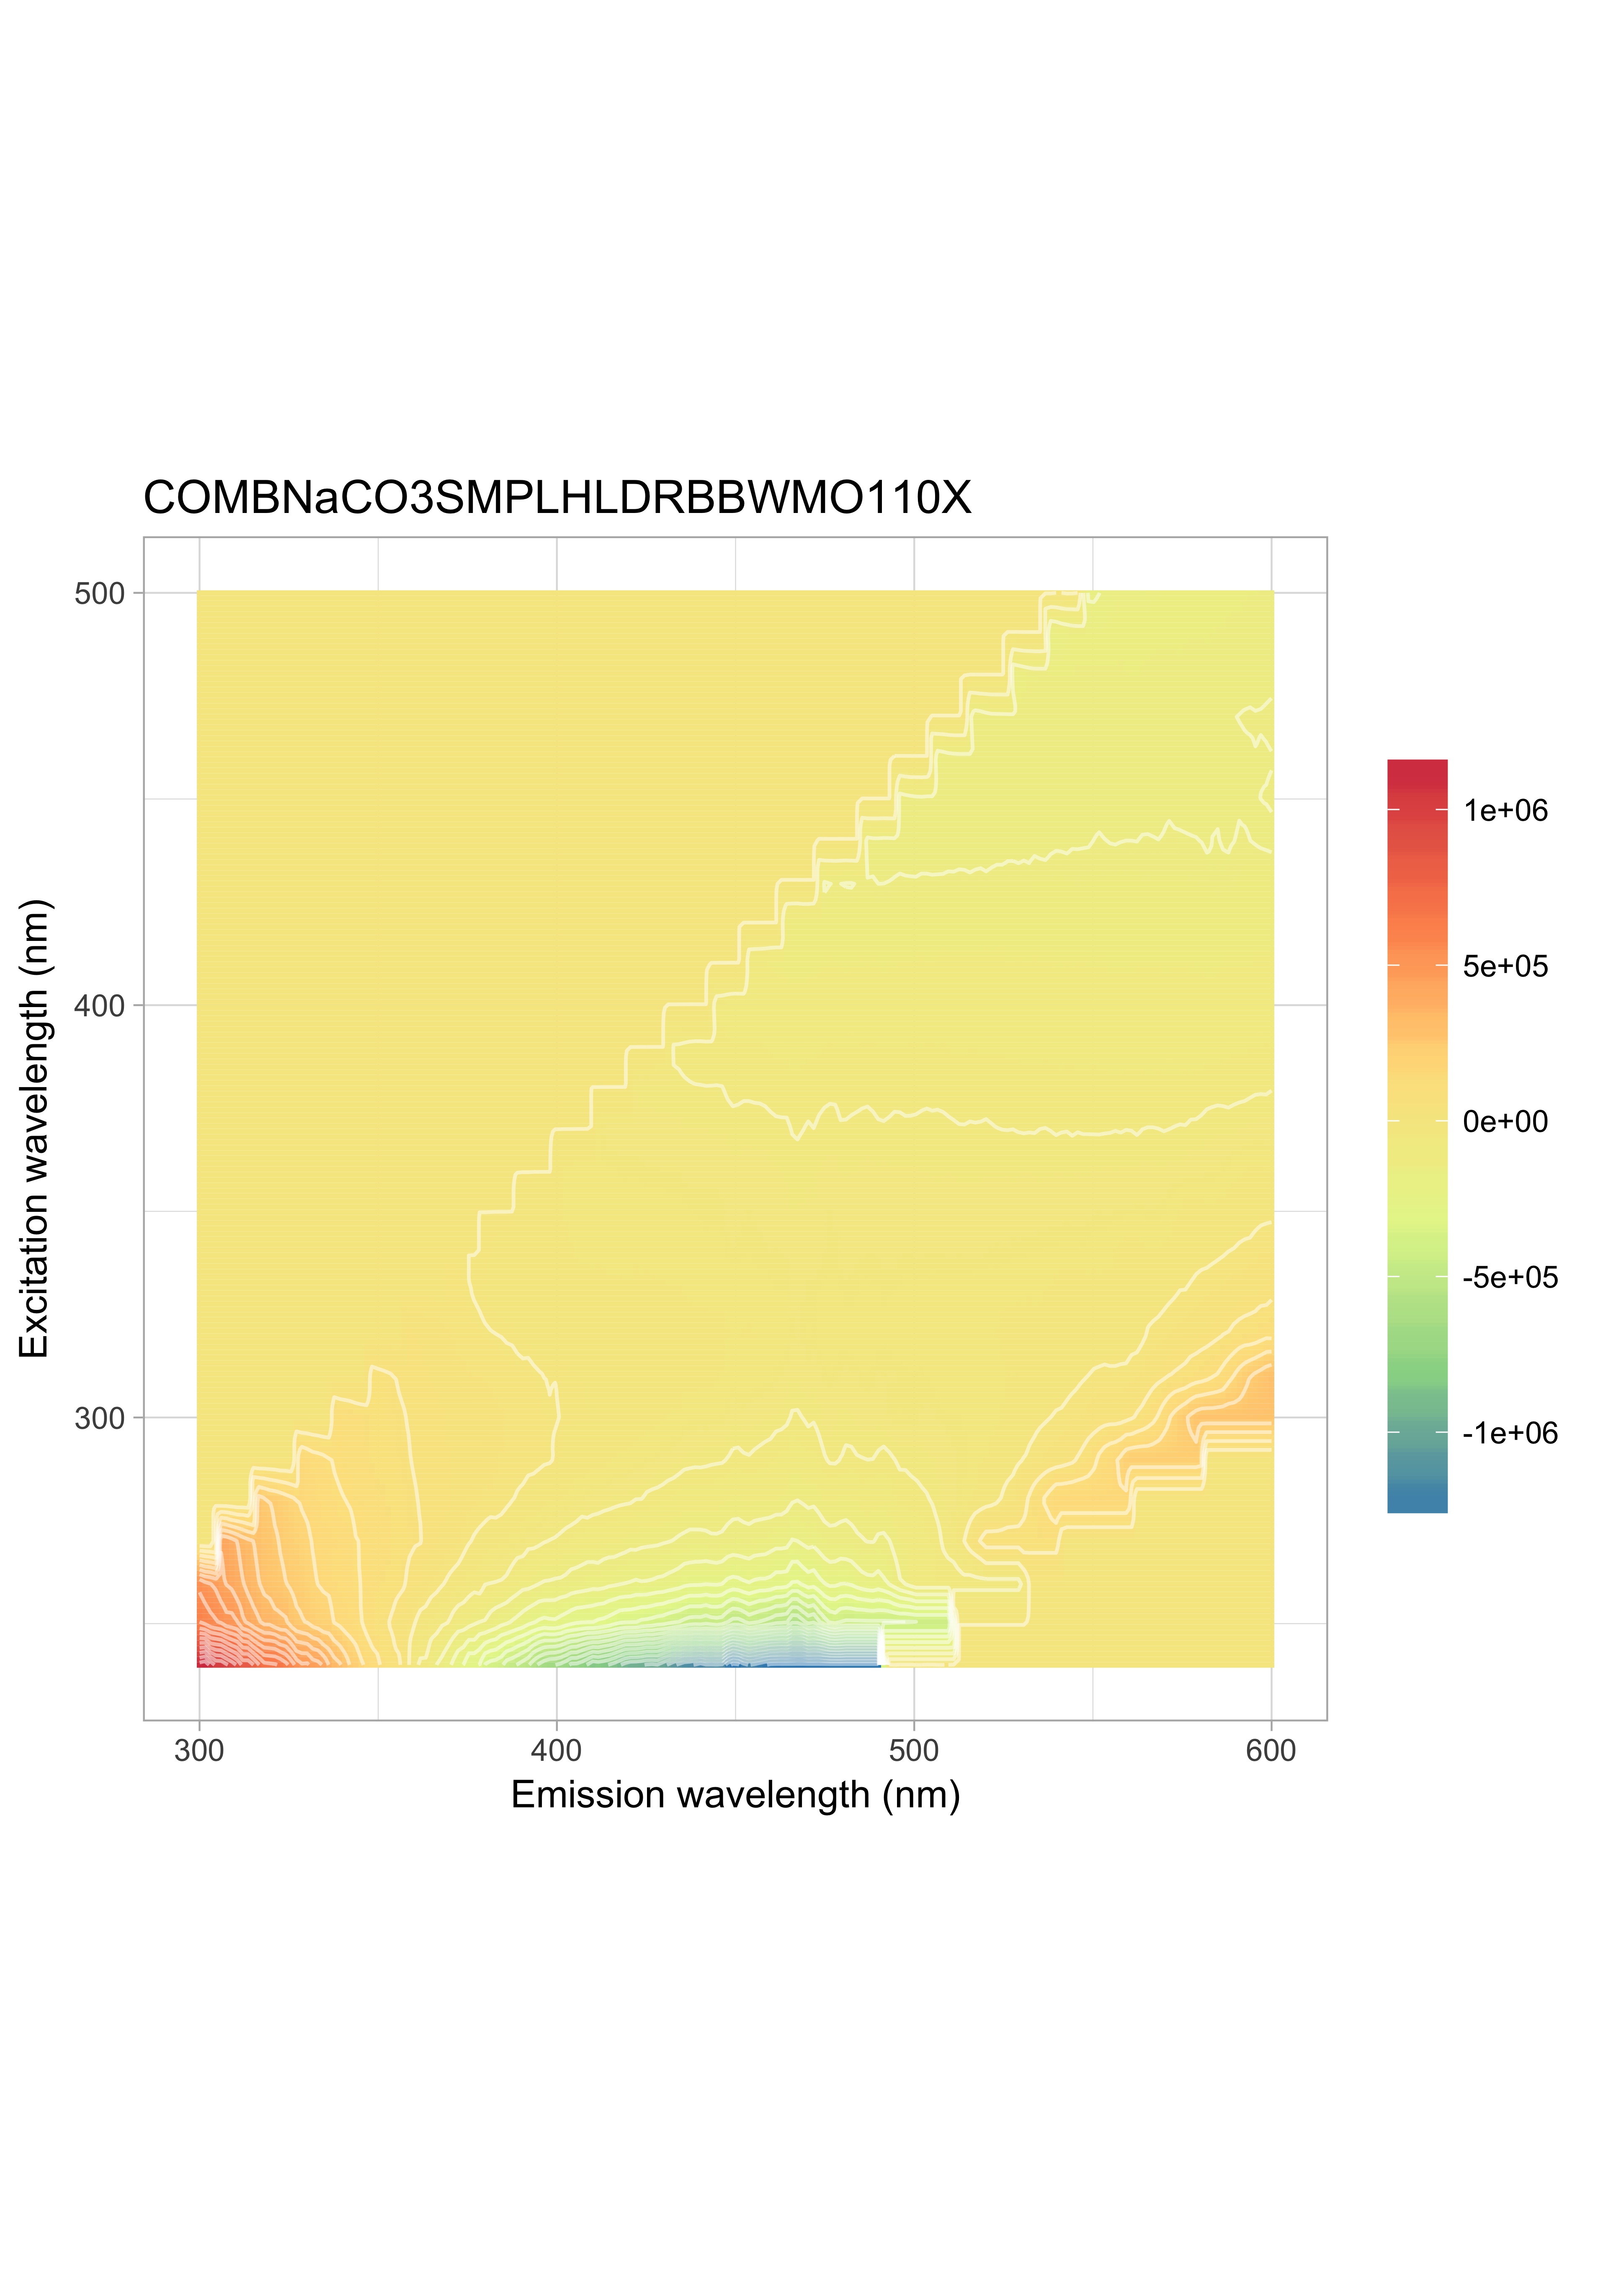 COMBNaCO3SMPLHLDRBBWMO110X
500
400
300
Excitation wavelength (nm)
300 400 500 600
Emission wavelength (nm)
1e+06
5e+05
0e+00
-5e+05
-1e+06